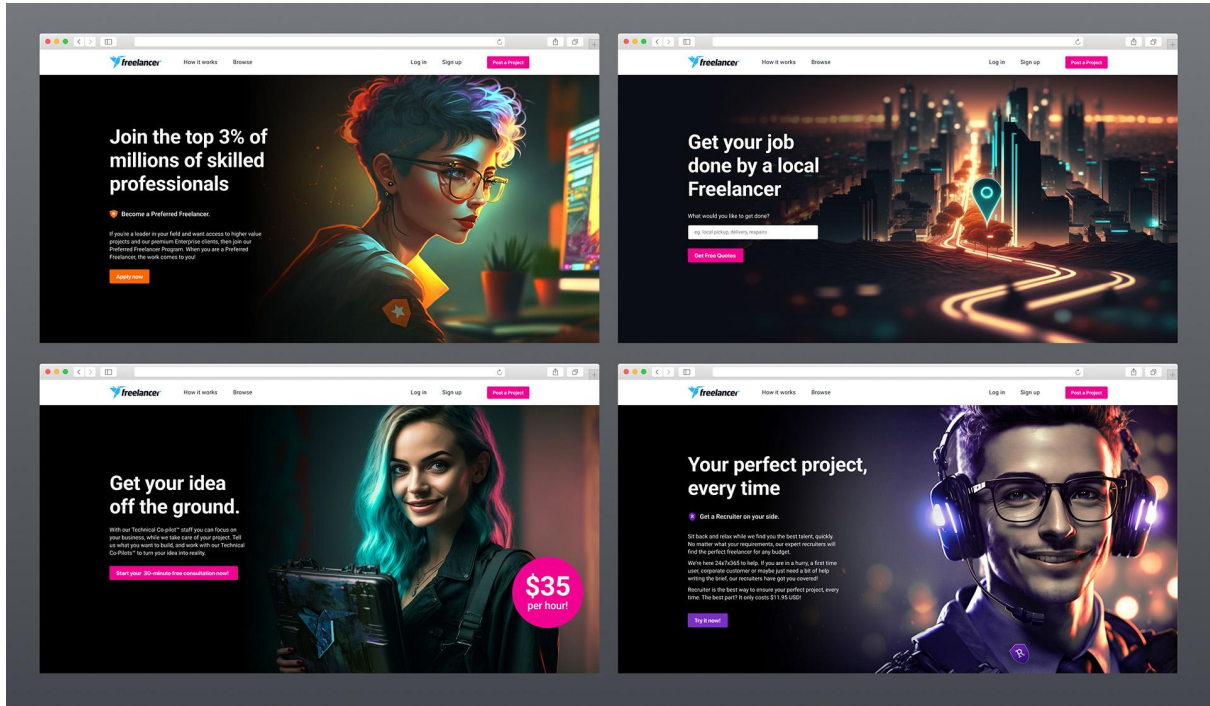 freelancer How it works Browse Log in Sign up Post a Project
Join the top 3% of
millions of skilled
professionals
Become a Preferred Freelancer.
If you're a leader in your field and want access to higher value
projects and our premium Enterprise clients, then join our
Preferred Freelancer Program. When you are a Preferred
Freelancer, the work comes to you!
Apply now
freelancer How it works Browse Log in Sign up Post a Project
Get your job
done by a local
Freelancer
What would you like to get done?
eg. local pickup, delivery, reapairs
Get Free Quotes
freelancer How it works Browse Log in Sign up Post a Project
Get your idea
off the ground.
With our Technical Co-pilot™ staff you can focus on
your business, while we take care of your project. Tell
us what you want to build, and work with our Technical
Co-Pilots™ to turn your idea into reality.
Start your 30-minute free consultation now!
$35
per hour!
freelancer How it works Browse Log in Sign up Post a Project
Your perfect project,
every time
R Get a Recruiter on your side.
Sit back and relax while we find you the best talent, quickly.
No matter what your requirements, our expert recruiters will
find the perfect freelancer for any budget.
We're here 24x7x365 to help. If you are in a hurry, a first time
user, corporate customer or maybe just need a bit of help
writing the brief, our recruiters have got you covered!
Recruiter is the best way to ensure your perfect project, every
time. The best part? It only costs $11.95 USD!
Try it now!
R